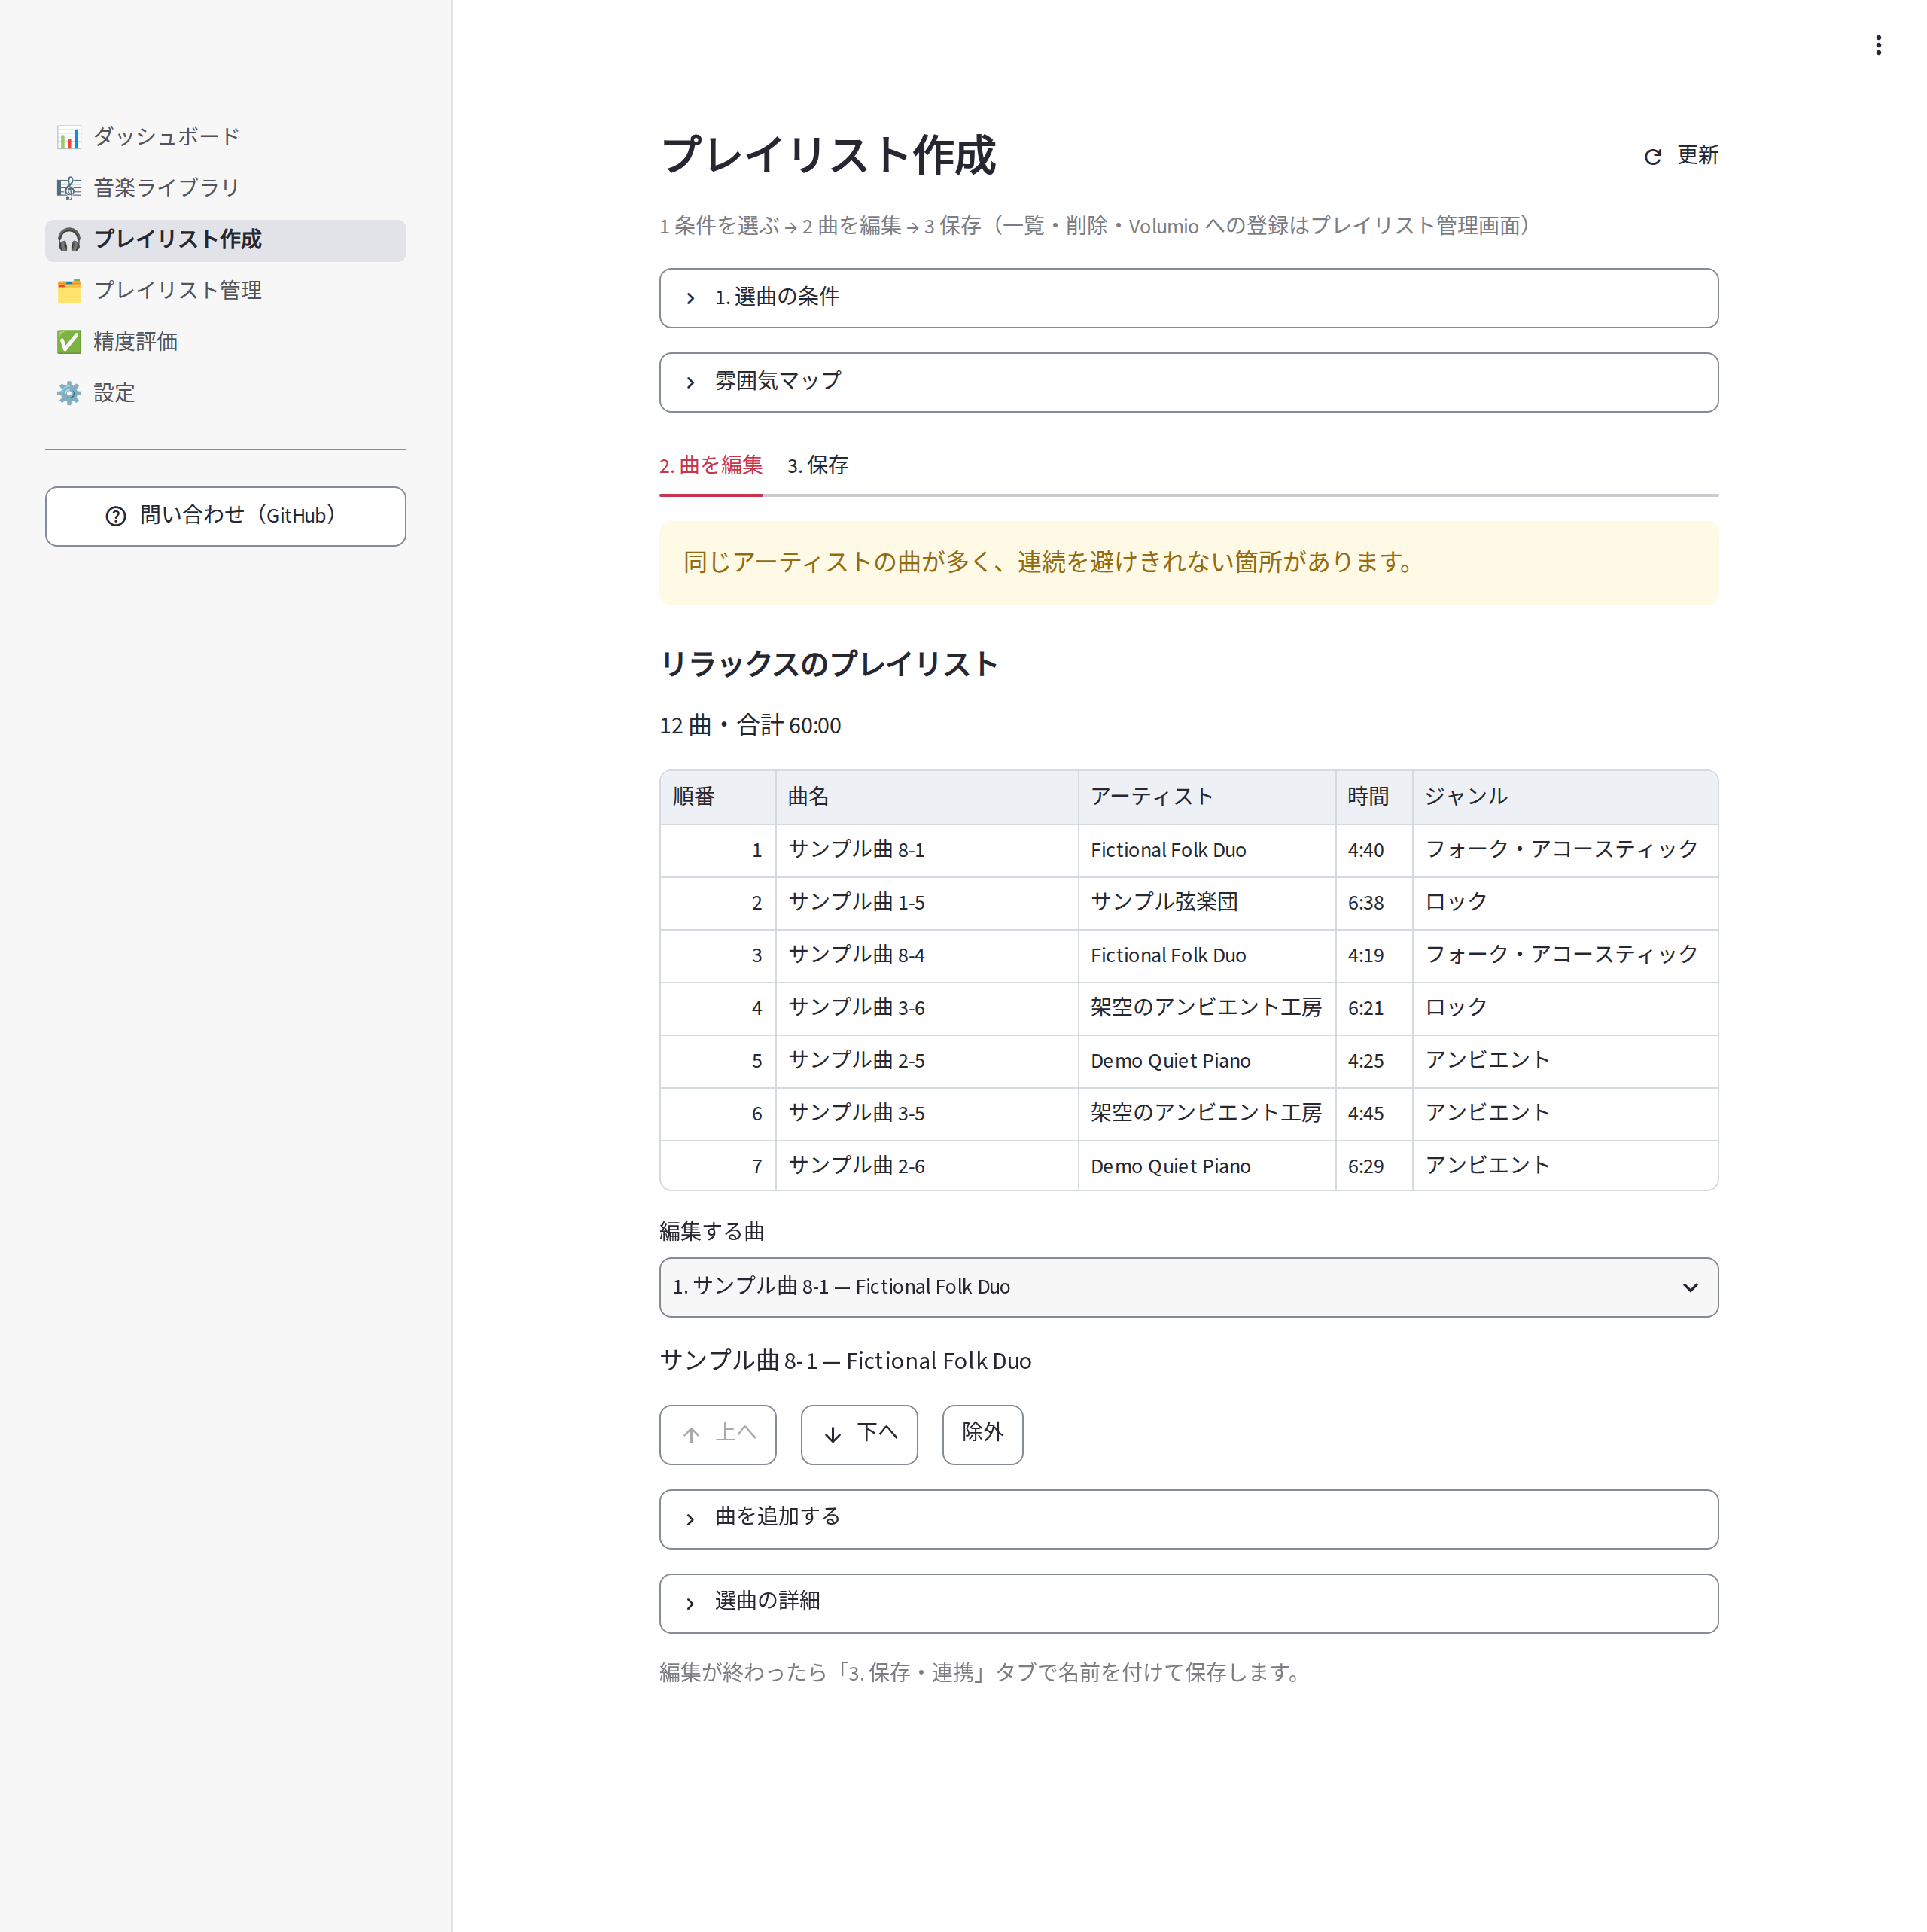 ダッシュボード
音楽ライブラリ
プレイリスト作成
プレイリスト管理
精度評価
設定
問い合わせ（GitHub）
プレイリスト作成
更新
1 条件を選ぶ → 2 曲を編集 → 3 保存（一覧・削除・Volumio への登録はプレイリスト管理画面）
1. 選曲の条件
雰囲気マップ
2. 曲を編集 3. 保存
同じアーティストの曲が多く、連続を避けきれない箇所があります。
リラックスのプレイリスト
12 曲・合計 60:00
順番 曲名 アーティスト 時間 ジャンル
1 サンプル曲 8-1 Fictional Folk Duo 4:40 フォーク・アコースティック
2 サンプル曲 1-5 サンプル弦楽団 6:38 ロック
3 サンプル曲 8-4 Fictional Folk Duo 4:19 フォーク・アコースティック
4 サンプル曲 3-6 架空のアンビエント工房 6:21 ロック
5 サンプル曲 2-5 Demo Quiet Piano 4:25 アンビエント
6 サンプル曲 3-5 架空のアンビエント工房 4:45 アンビエント
7 サンプル曲 2-6 Demo Quiet Piano 6:29 アンビエント
編集する曲
1. サンプル曲 8-1 — Fictional Folk Duo
サンプル曲 8-1 — Fictional Folk Duo
上へ 下へ 除外
曲を追加する
選曲の詳細
編集が終わったら「3. 保存・連携」タブで名前を付けて保存します。